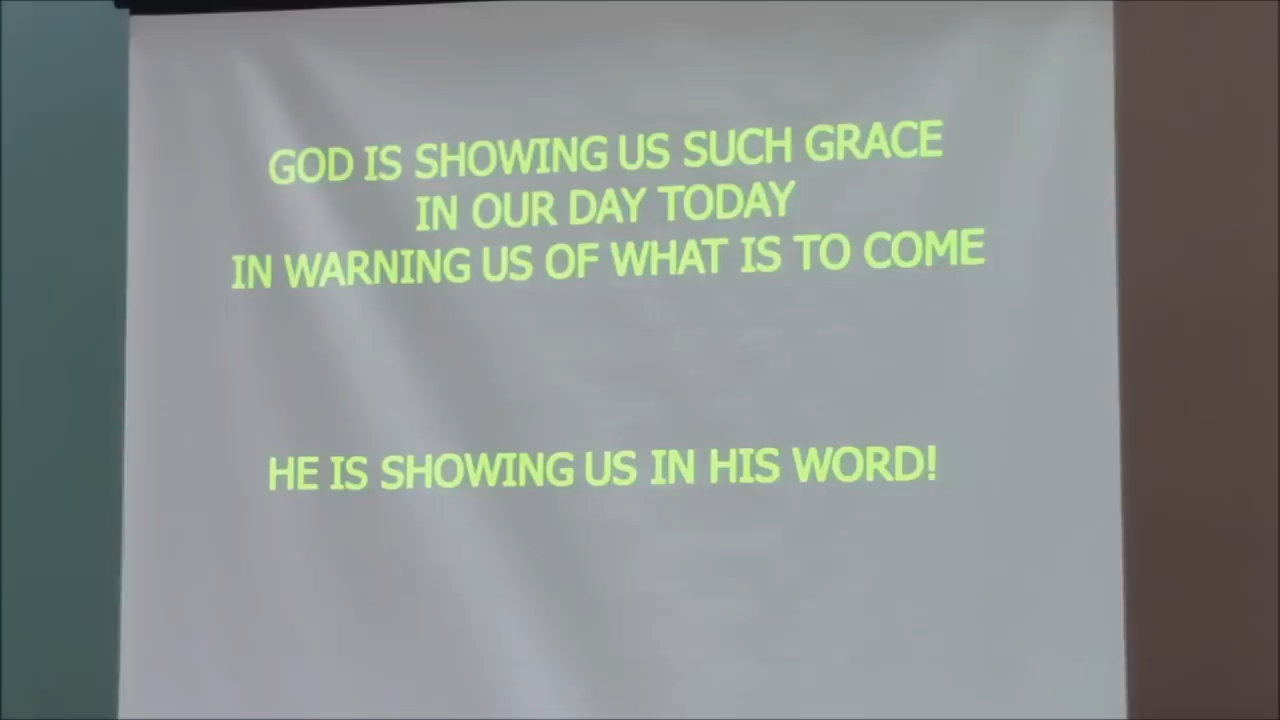 GOD IS SHOWING US SUCH GRACE
IN OUR DAY TODAY
IN WARNING US OF WHAT IS TO COME
HE IS SHOWING US IN HIS WORD!